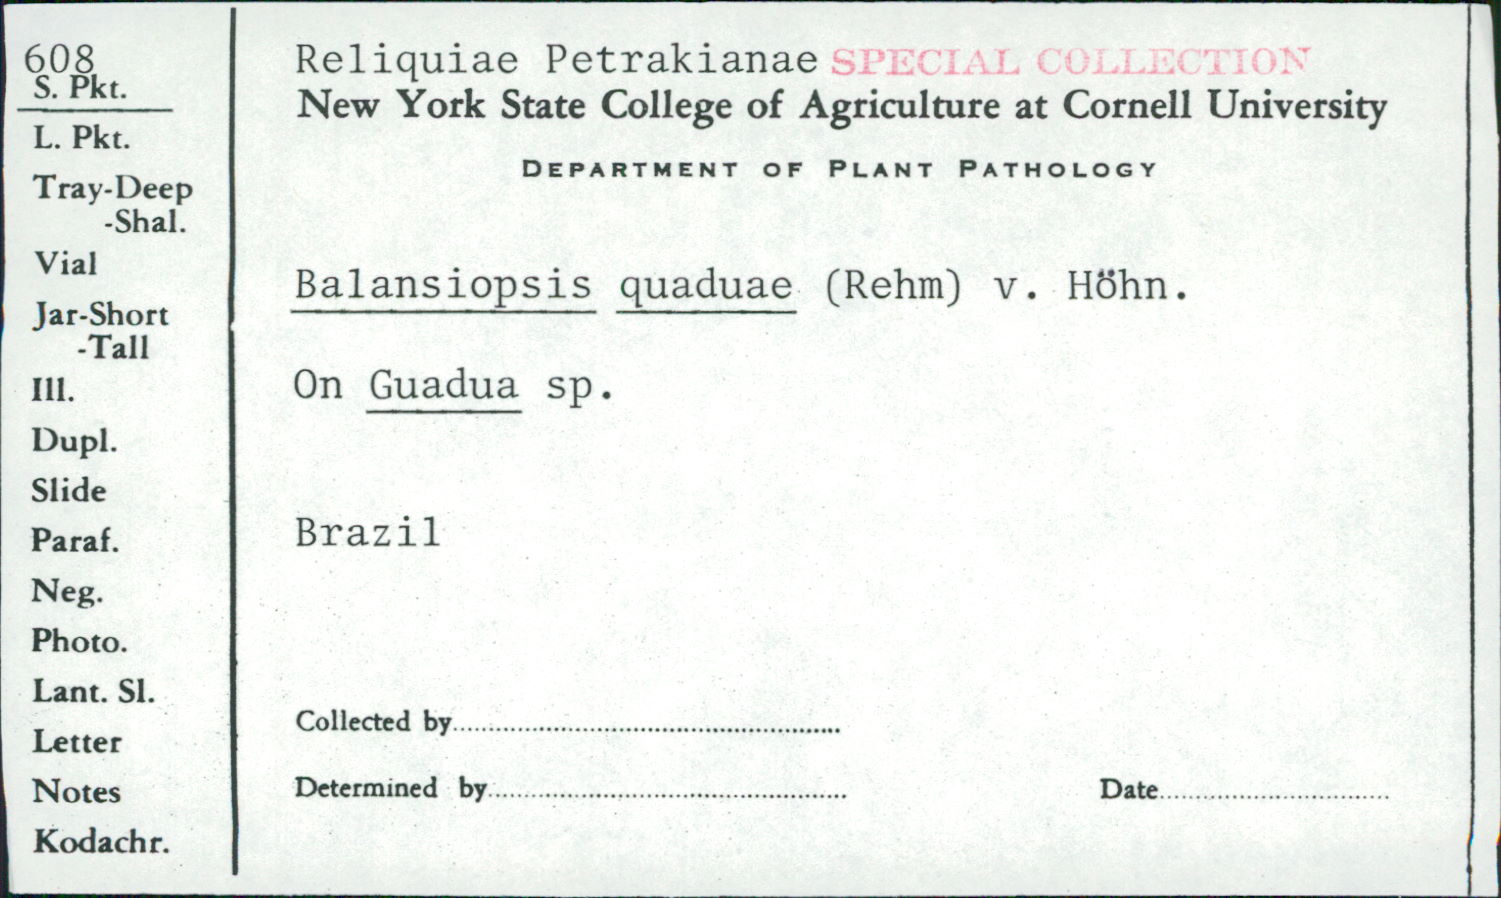 608
S. Pkt.
L. Pkt.
Tray-Deep
-Shal.
Vial
Jar-Short
-Tall
Ill.
Dupl.
Slide
Paraf.
Neg.
Photo.
Lant. Sl.
Letter
Notes
Kodachr.
Reliquiae Petrakianae SPECIAL COLLECTION
New York State College of Agriculture at Cornell University
DEPARTMENT OF PLANT PATHOLOGY
Balansiopsis quaduae (Rehm) v. Höhn.
On Guadua sp.
Brazil
Collected by
Determined by
Date